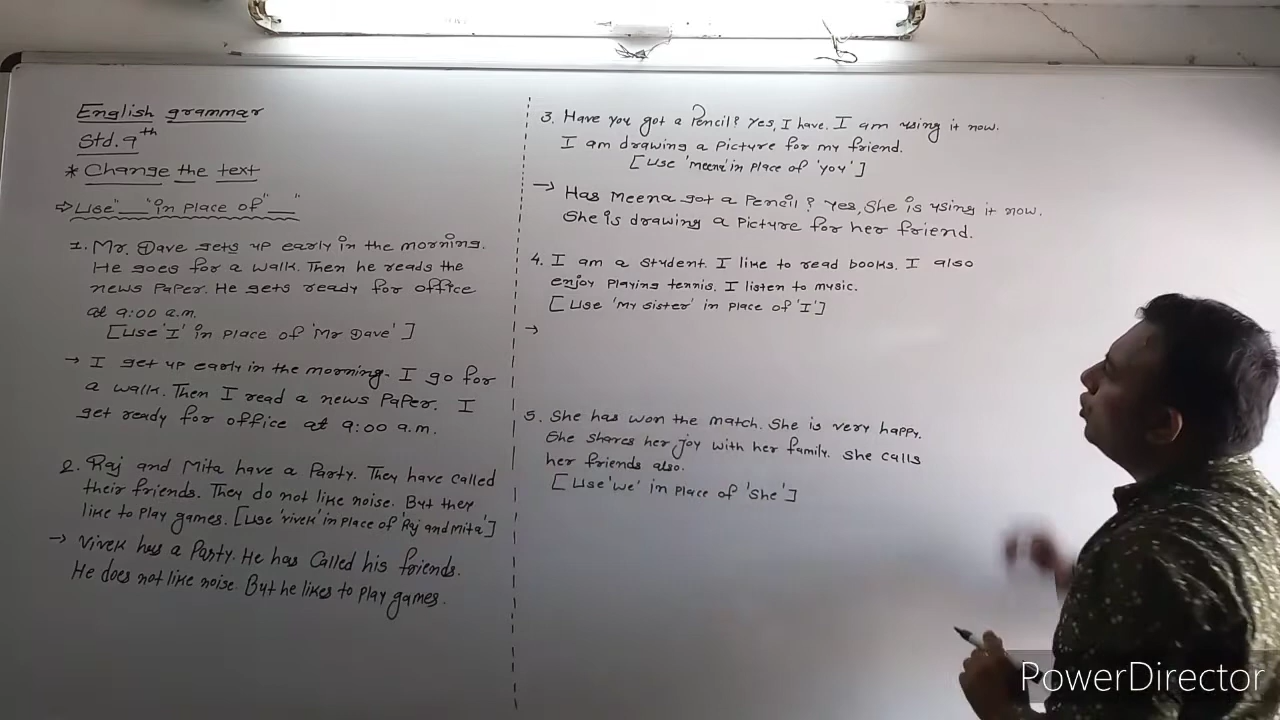 English grammar
Std. 9th
* Change the text
⇒ Use "___" in place of "___"
1. Mr. Dave gets up early in the morning.
He goes for a walk. Then he reads the
news paper. He gets ready for office
at 9:00 a.m.
[Use 'I' in place of 'Mr Dave']
→ I get up early in the morning. I go for
a walk. Then I read a news paper. I
get ready for office at 9:00 a.m.
2. Raj and Mita have a Party. They have called
their friends. They do not like noise. But they
like to play games. [Use 'vivek' in place of 'Raj and Mita']
→ Vivek has a Party. He has called his friends.
He does not like noise. But he likes to play games.
3. Have you got a Pencil? Yes, I have. I am using it now.
I am drawing a picture for my friend.
[Use 'meena' in place of 'you']
→ Has Meena got a Pencil? Yes, She is using it now.
She is drawing a picture for her friend.
4. I am a student. I like to read books. I also
enjoy playing tennis. I listen to music.
[Use 'My sister' in place of 'I']
→
5. She has won the match. She is very happy.
She shares her joy with her family. She calls
her friends also.
[Use 'we' in place of 'She']
PowerDirector